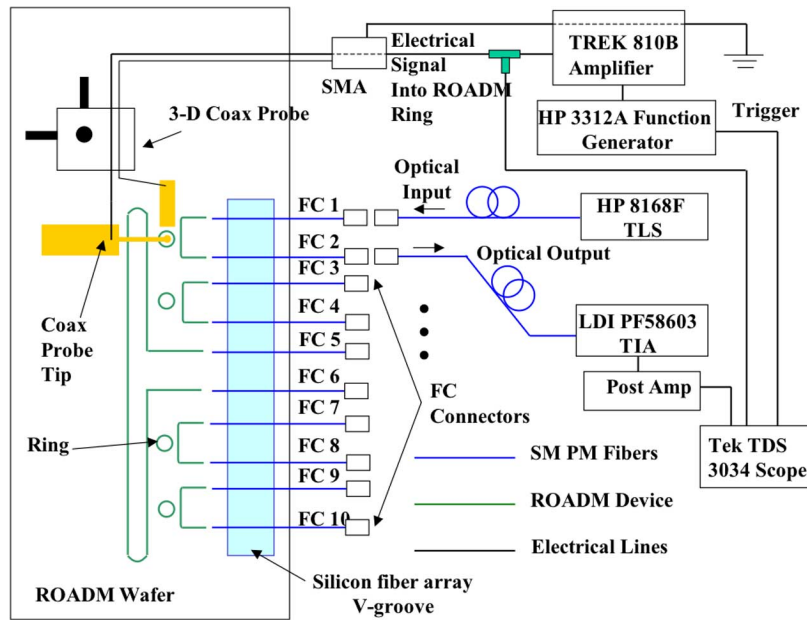 Electrical
Signal
Into ROADM
Ring
SMA
TREK 810B
Amplifier
HP 3312A Function
Generator
Trigger
3-D Coax Probe
Optical
Input
FC 1
HP 8168F
TLS
FC 2
Optical Output
FC 3
FC 4
LDI PF58603
TIA
Coax
Probe
Tip
FC 5
FC 6
Post Amp
FC
Connectors
FC 7
Ring
FC 8
SM PM Fibers
Tek TDS
3034 Scope
FC 9
ROADM Device
FC 10
Electrical Lines
Silicon fiber array
V-groove
ROADM Wafer